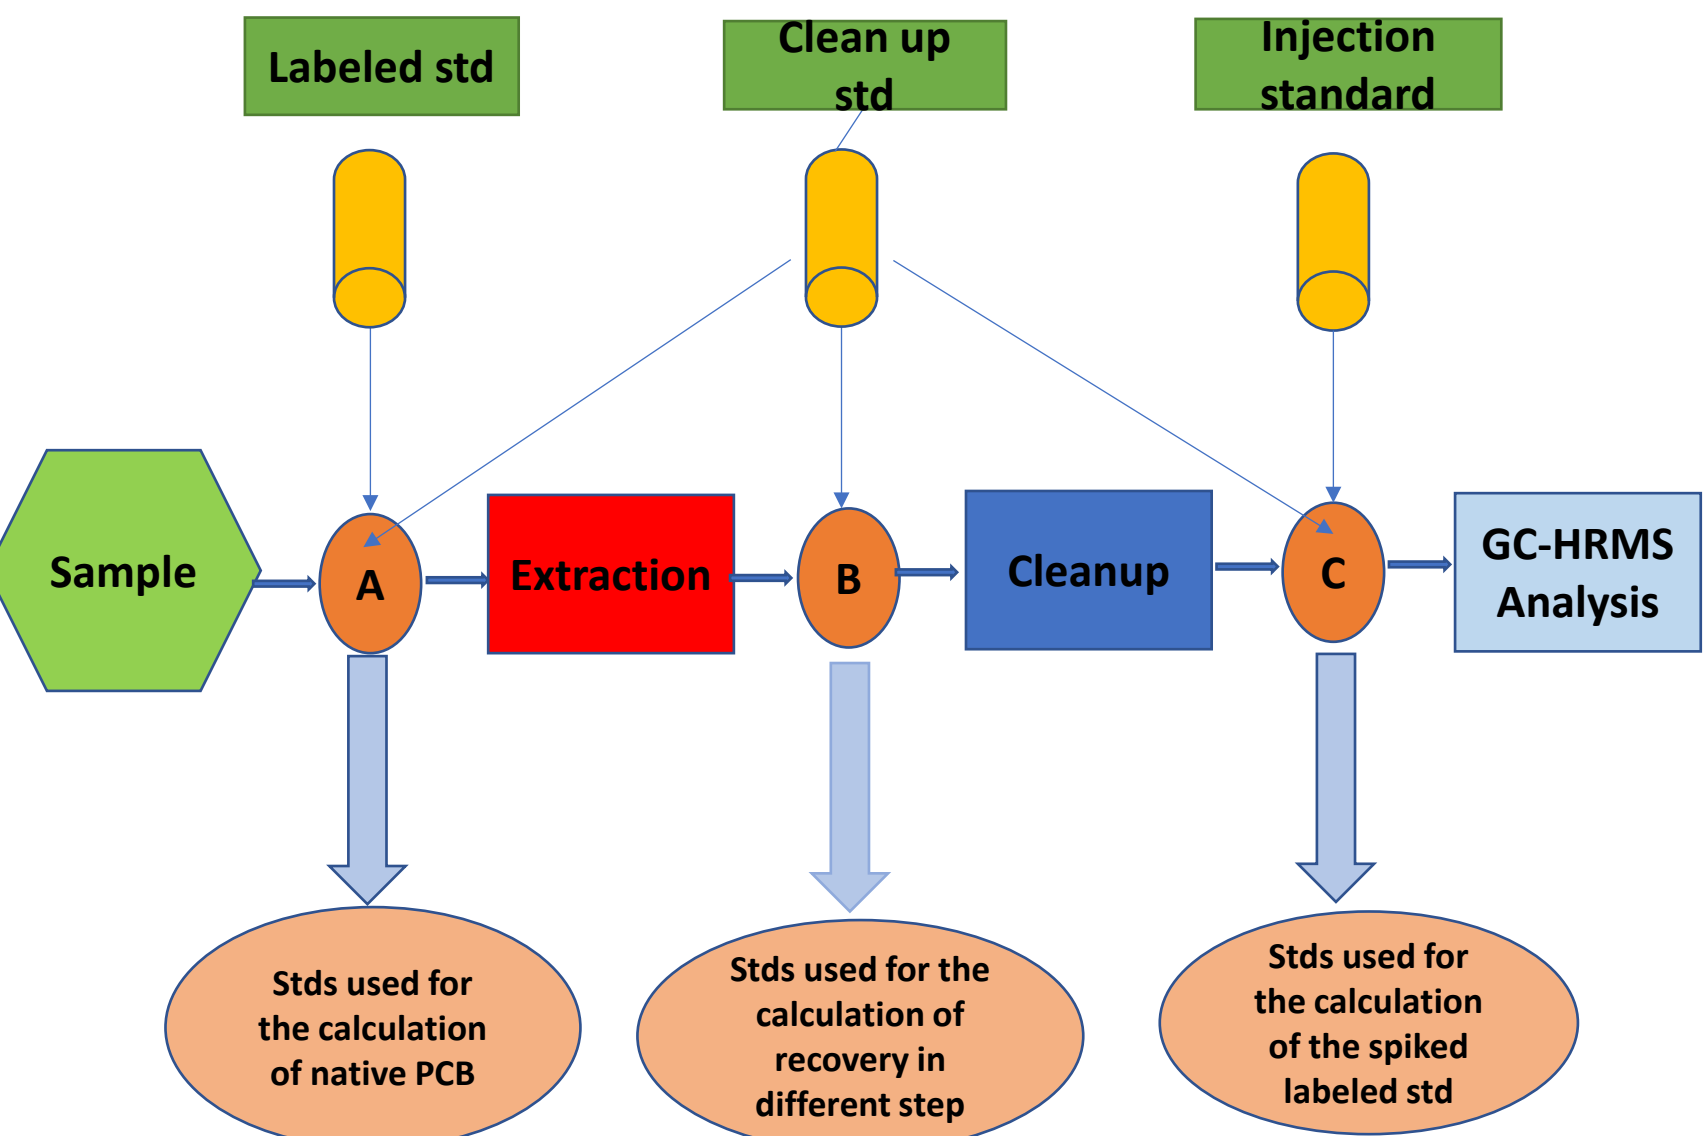 Labeled std
Clean up
std
Injection
standard
Sample
A
Extraction
B
Cleanup
C
GC-HRMS
Analysis
Stds used for
the calculation
of native PCB
Stds used for the
calculation of
recovery in
different step
Stds used for
the calculation
of the spiked
labeled std